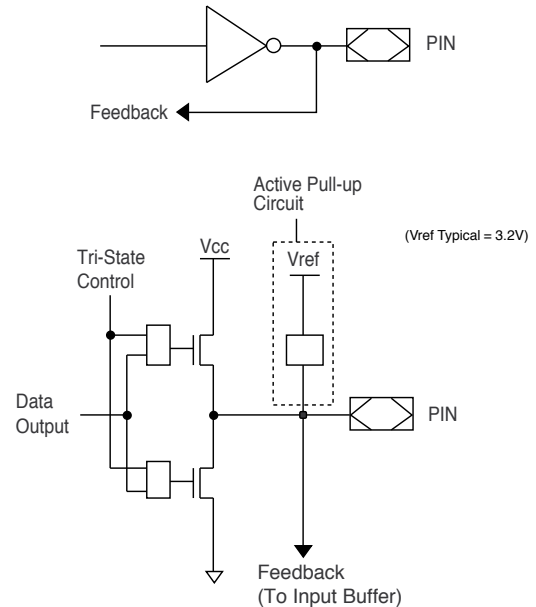 PIN
Feedback
Active Pull-up
Circuit
(Vref Typical = 3.2V)
Vcc
Vref
Tri-State
Control
Data
Output
PIN
Feedback
(To Input Buffer)